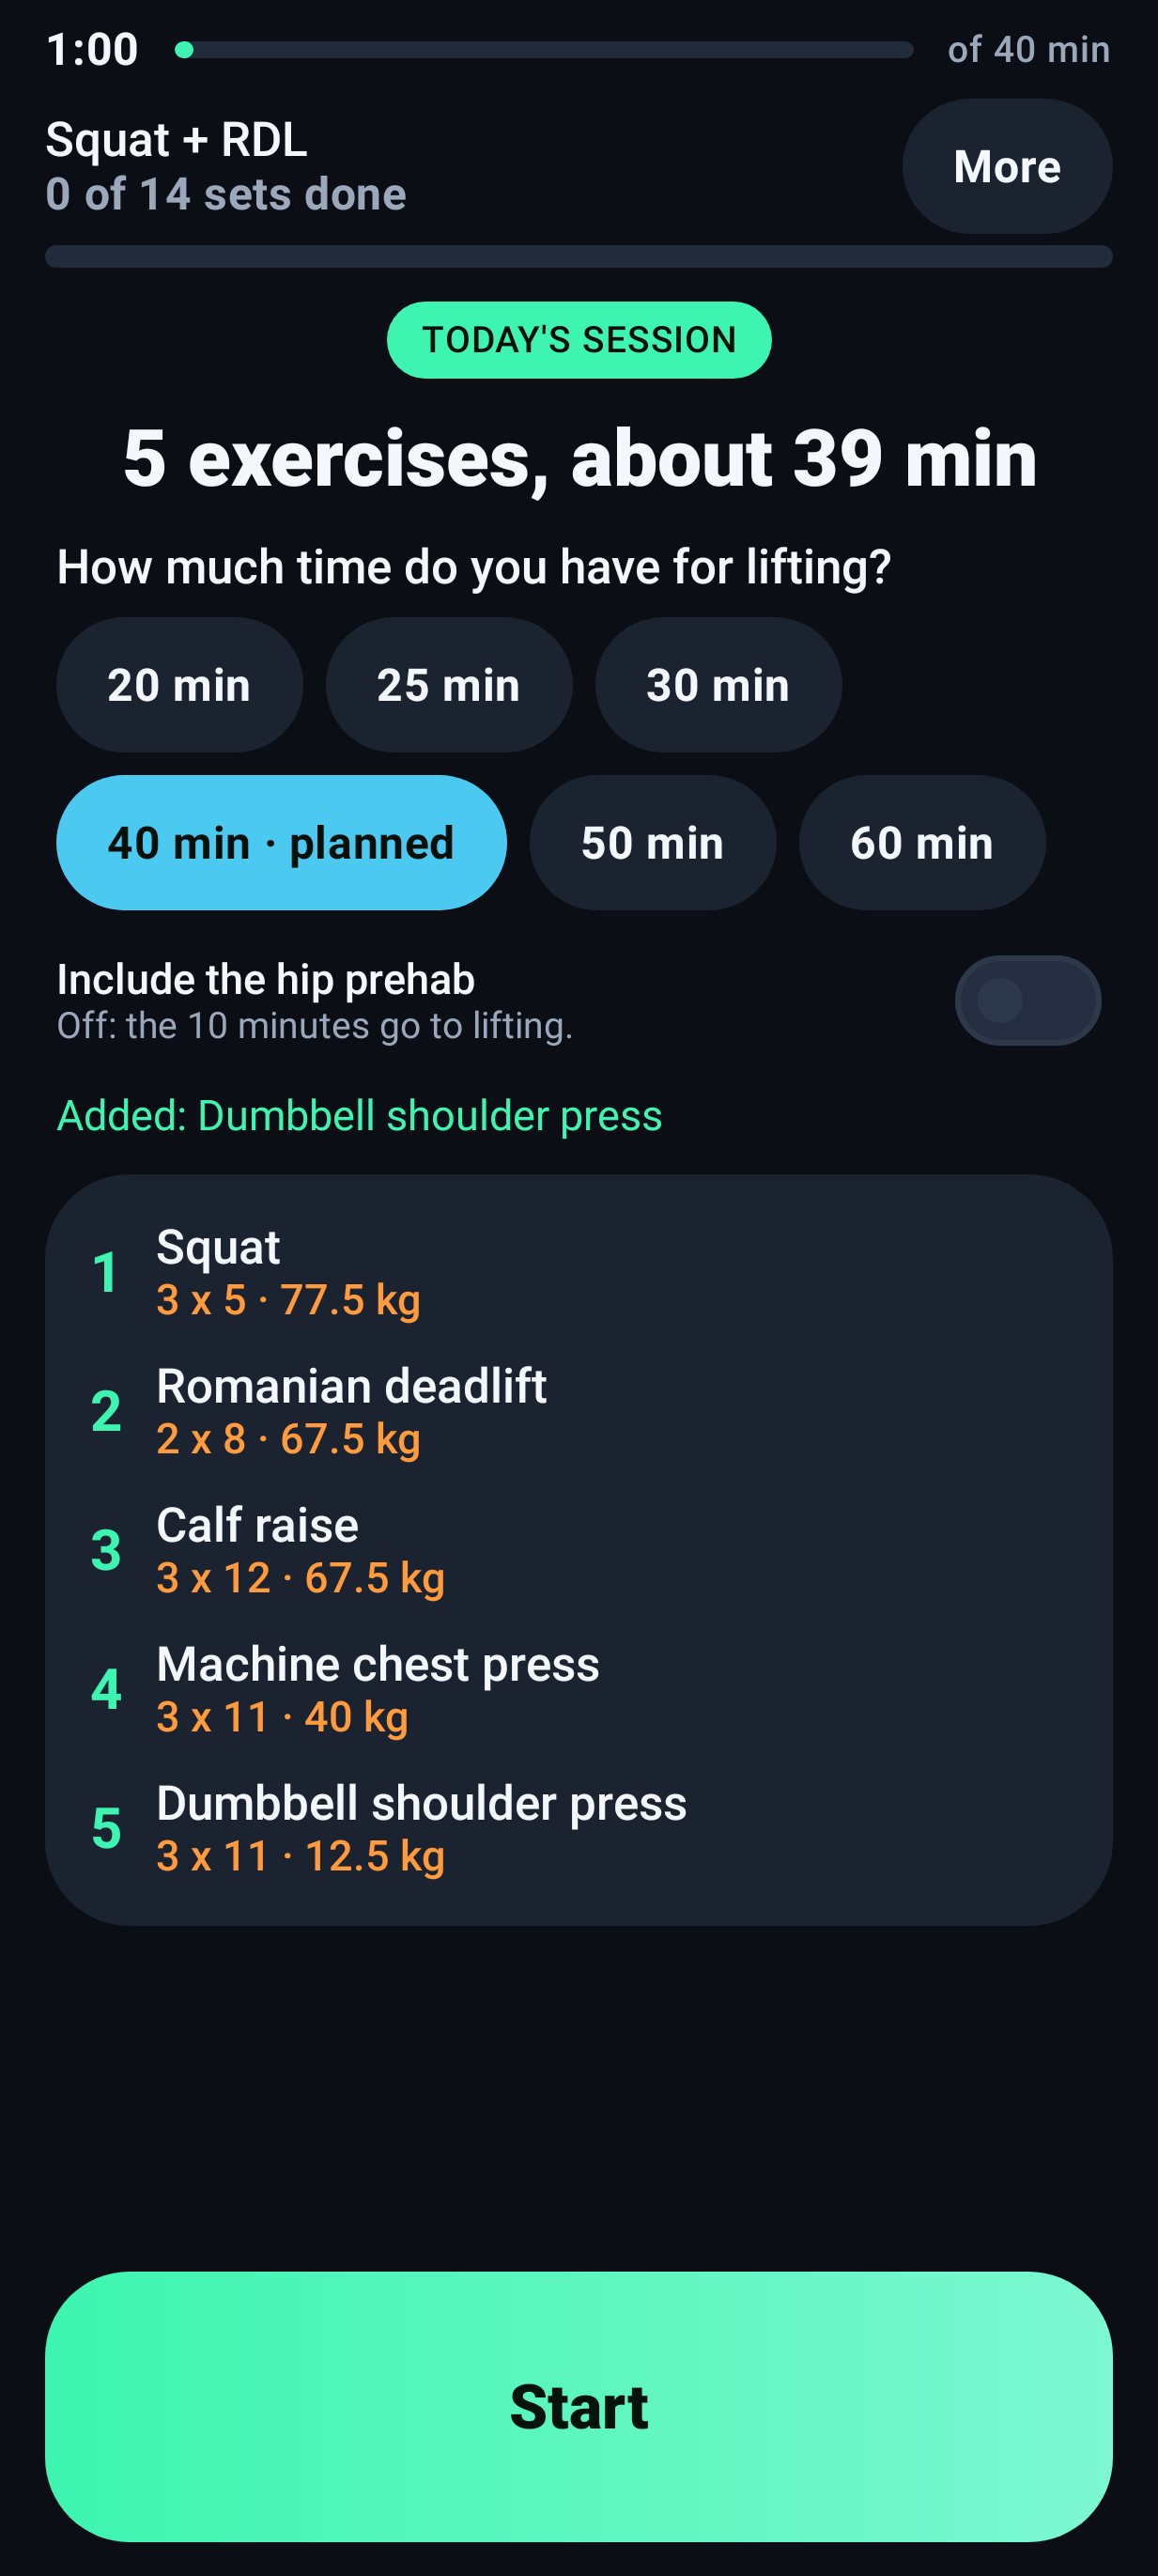 1:00
of 40 min
Squat + RDL
0 of 14 sets done
More
TODAY'S SESSION
5 exercises, about 39 min
How much time do you have for lifting?
20 min
25 min
30 min
40 min · planned
50 min
60 min
Include the hip prehab
Off: the 10 minutes go to lifting.
Added: Dumbbell shoulder press
1
Squat
3 x 5 · 77.5 kg
2
Romanian deadlift
2 x 8 · 67.5 kg
3
Calf raise
3 x 12 · 67.5 kg
4
Machine chest press
3 x 11 · 40 kg
5
Dumbbell shoulder press
3 x 11 · 12.5 kg
Start